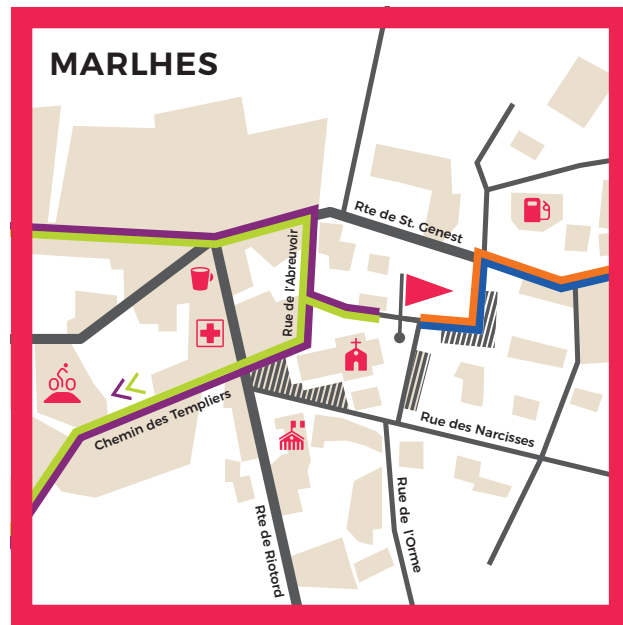 MARLHES
Rte de St. Genest
Rue de l'Abreuvoir
Chemin des Templiers
Rue des Narcisses
Rte de Riotord
Rue de l'Orme